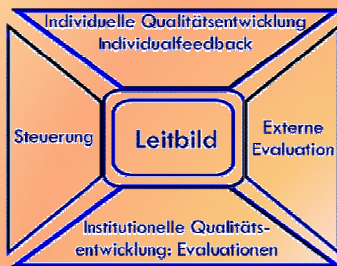 Individuelle Qualitätsentwicklung
Individualfeedback
Steuerung
Leitbild
Externe
Evaluation
Institutionelle Qualitäts-
entwicklung: Evaluationen